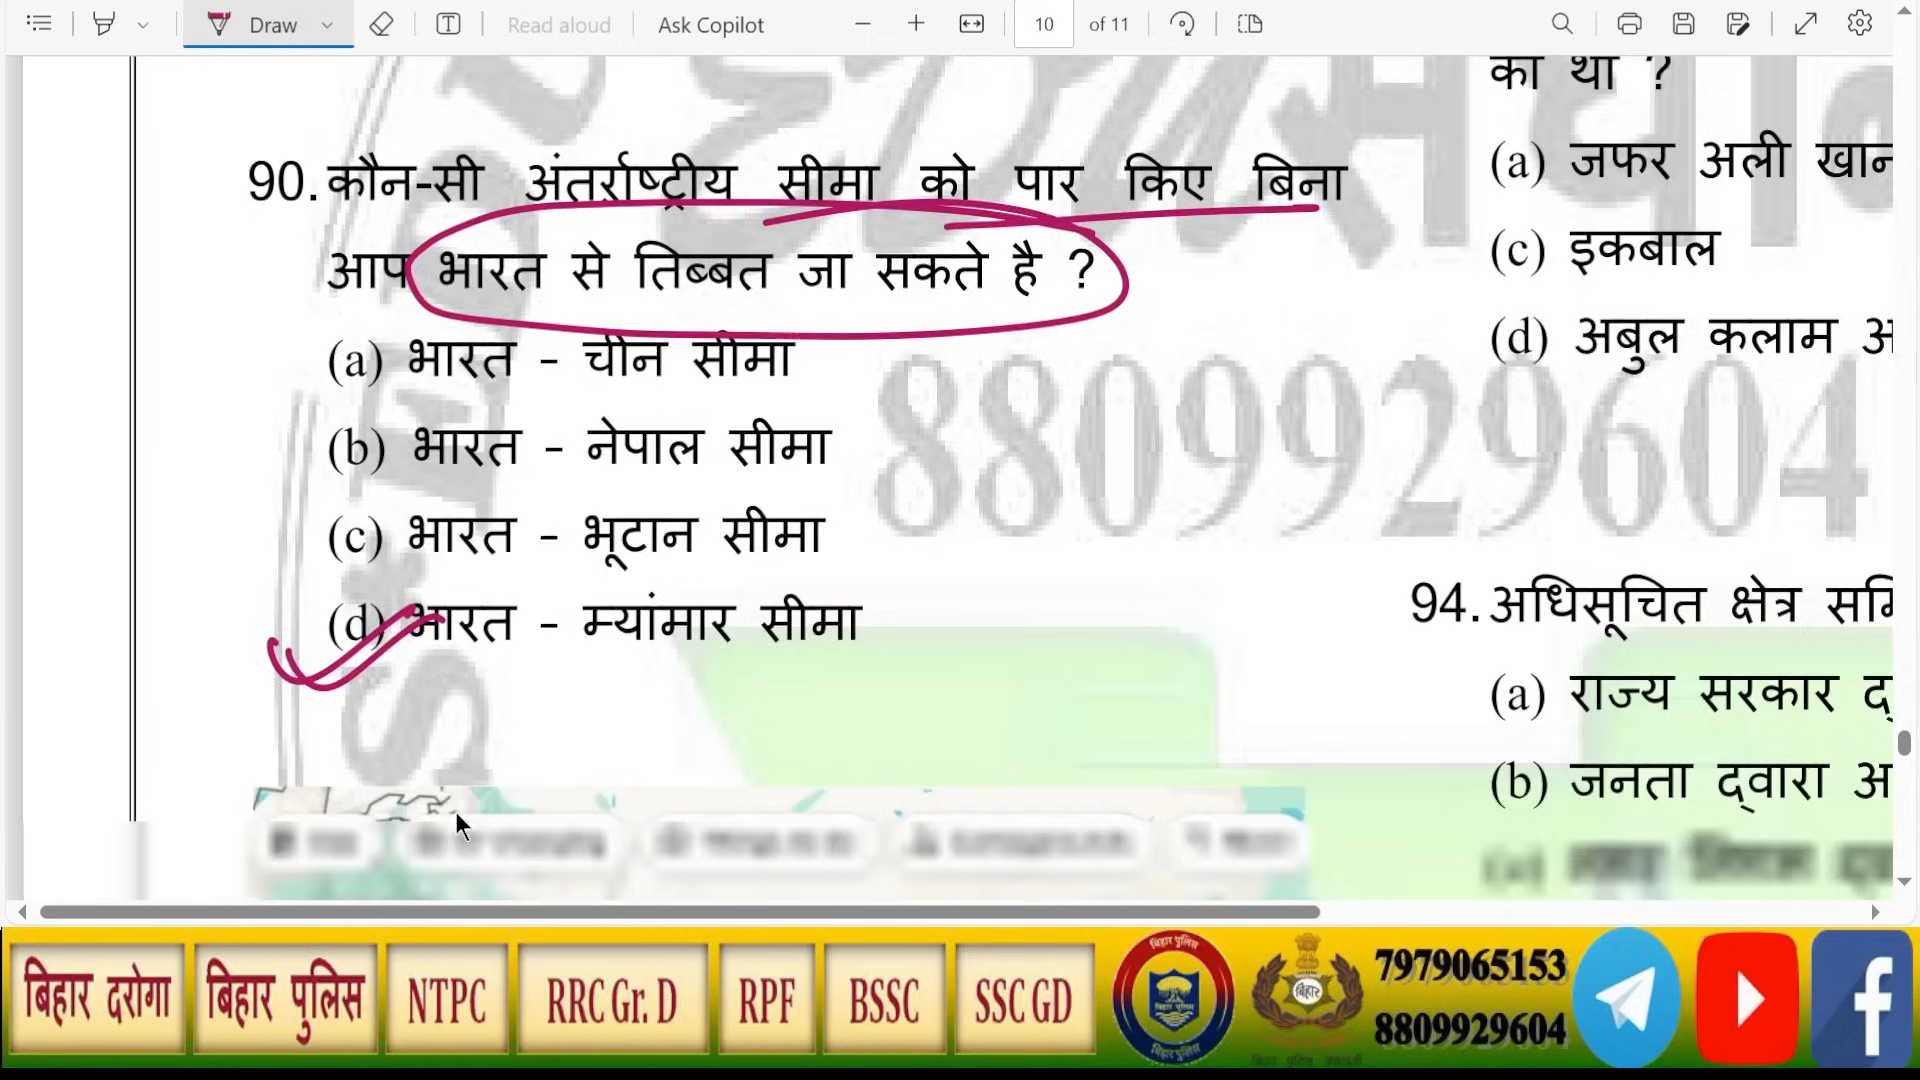 Draw
Read aloud
Ask Copilot
10 of 11
90. कौन-सी अंतर्राष्ट्रीय सीमा को पार किए बिना
आप भारत से तिब्बत जा सकते है ?
(a) भारत - चीन सीमा
(b) भारत - नेपाल सीमा
(c) भारत - भूटान सीमा
(d) भारत - म्यांमार सीमा
का था ?
(a) जफर अली खान
(c) इकबाल
(d) अबुल कलाम अ
94. अधिसूचित क्षेत्र समि
(a) राज्य सरकार द्
(b) जनता द्वारा अ
8809929604
बिहार दरोगा
बिहार पुलिस
NTPC
RRC Gr. D
RPF
BSSC
SSC GD
बिहार पुलिस
बिहार
7979065153
8809929604